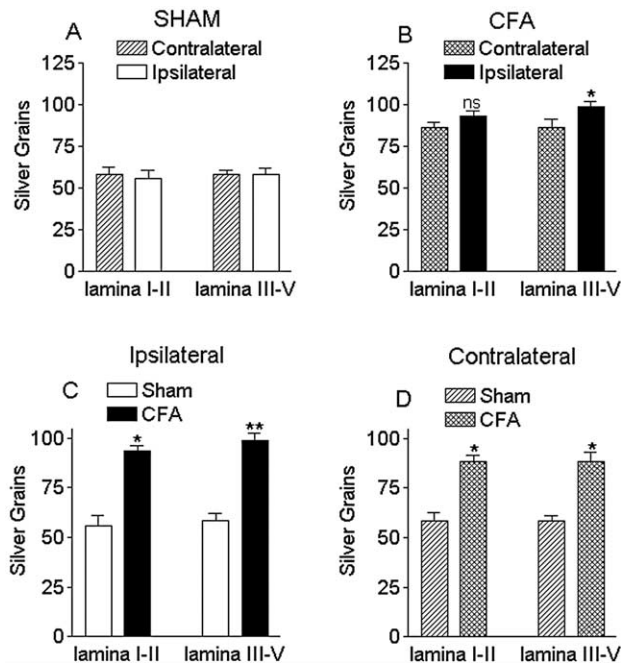 A
SHAM
Contralateral
Ipsilateral
Silver Grains
125
100
75
50
25
0
lamina I-II
lamina III-V
B
CFA
Contralateral
Ipsilateral
Silver Grains
125
100
75
50
25
0
ns
*
lamina I-II
lamina III-V
C
Ipsilateral
Sham
CFA
Silver Grains
100
75
50
25
0
*
**
lamina I-II
lamina III-V
D
Contralateral
Sham
CFA
Silver Grains
100
75
50
25
0
*
*
lamina I-II
lamina III-V